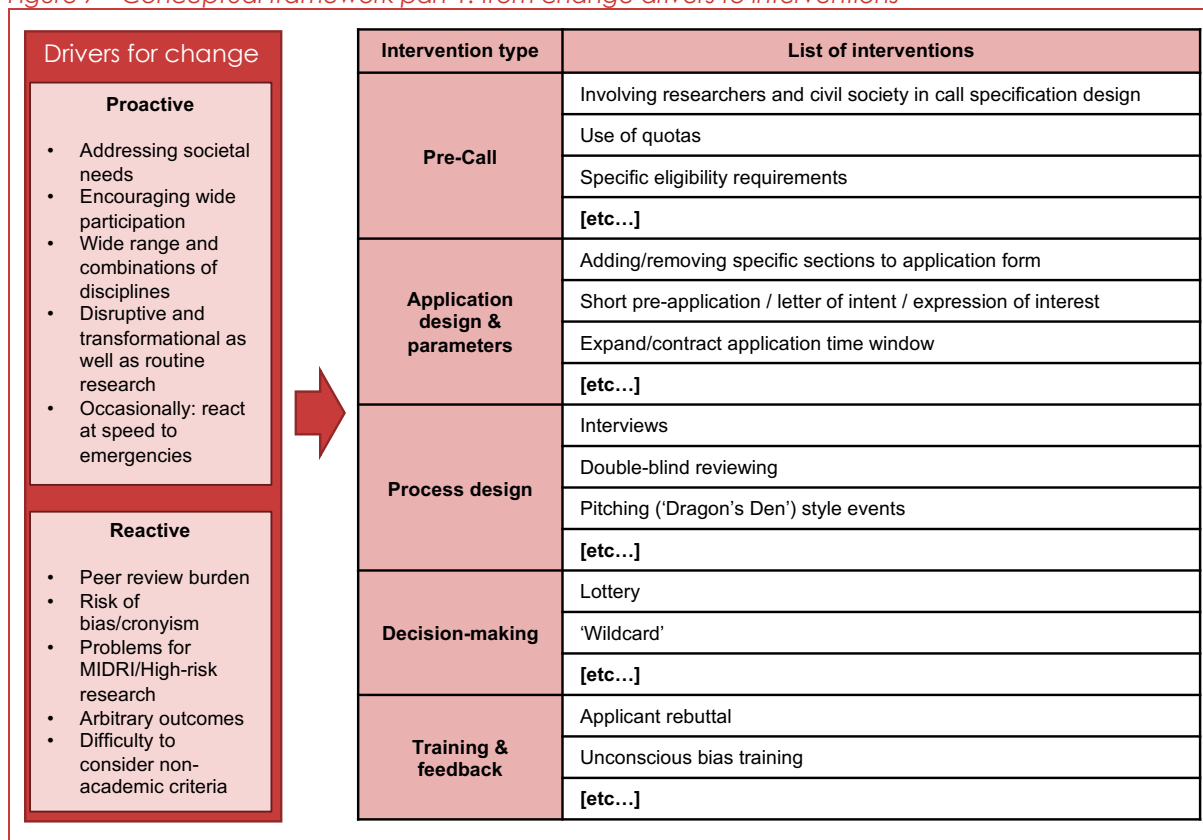 Drivers for change
Proactive
• Addressing societal
needs
• Encouraging wide
participation
• Wide range and
combinations of
disciplines
• Disruptive and
transformational as
well as routine
research
• Occasionally: react
at speed to
emergencies
Reactive
• Peer review burden
• Risk of
bias/cronyism
• Problems for
MIDRI/High-risk
research
• Arbitrary outcomes
• Difficulty to
consider non-
academic criteria
Intervention type
List of interventions
Pre-Call
Involving researchers and civil society in call specification design
Use of quotas
Specific eligibility requirements
[etc…]
Application
design &
parameters
Adding/removing specific sections to application form
Short pre-application / letter of intent / expression of interest
Expand/contract application time window
[etc…]
Process design
Interviews
Double-blind reviewing
Pitching (‘Dragon’s Den’) style events
[etc…]
Decision-making
Lottery
‘Wildcard’
[etc…]
Training &
feedback
Applicant rebuttal
Unconscious bias training
[etc…]